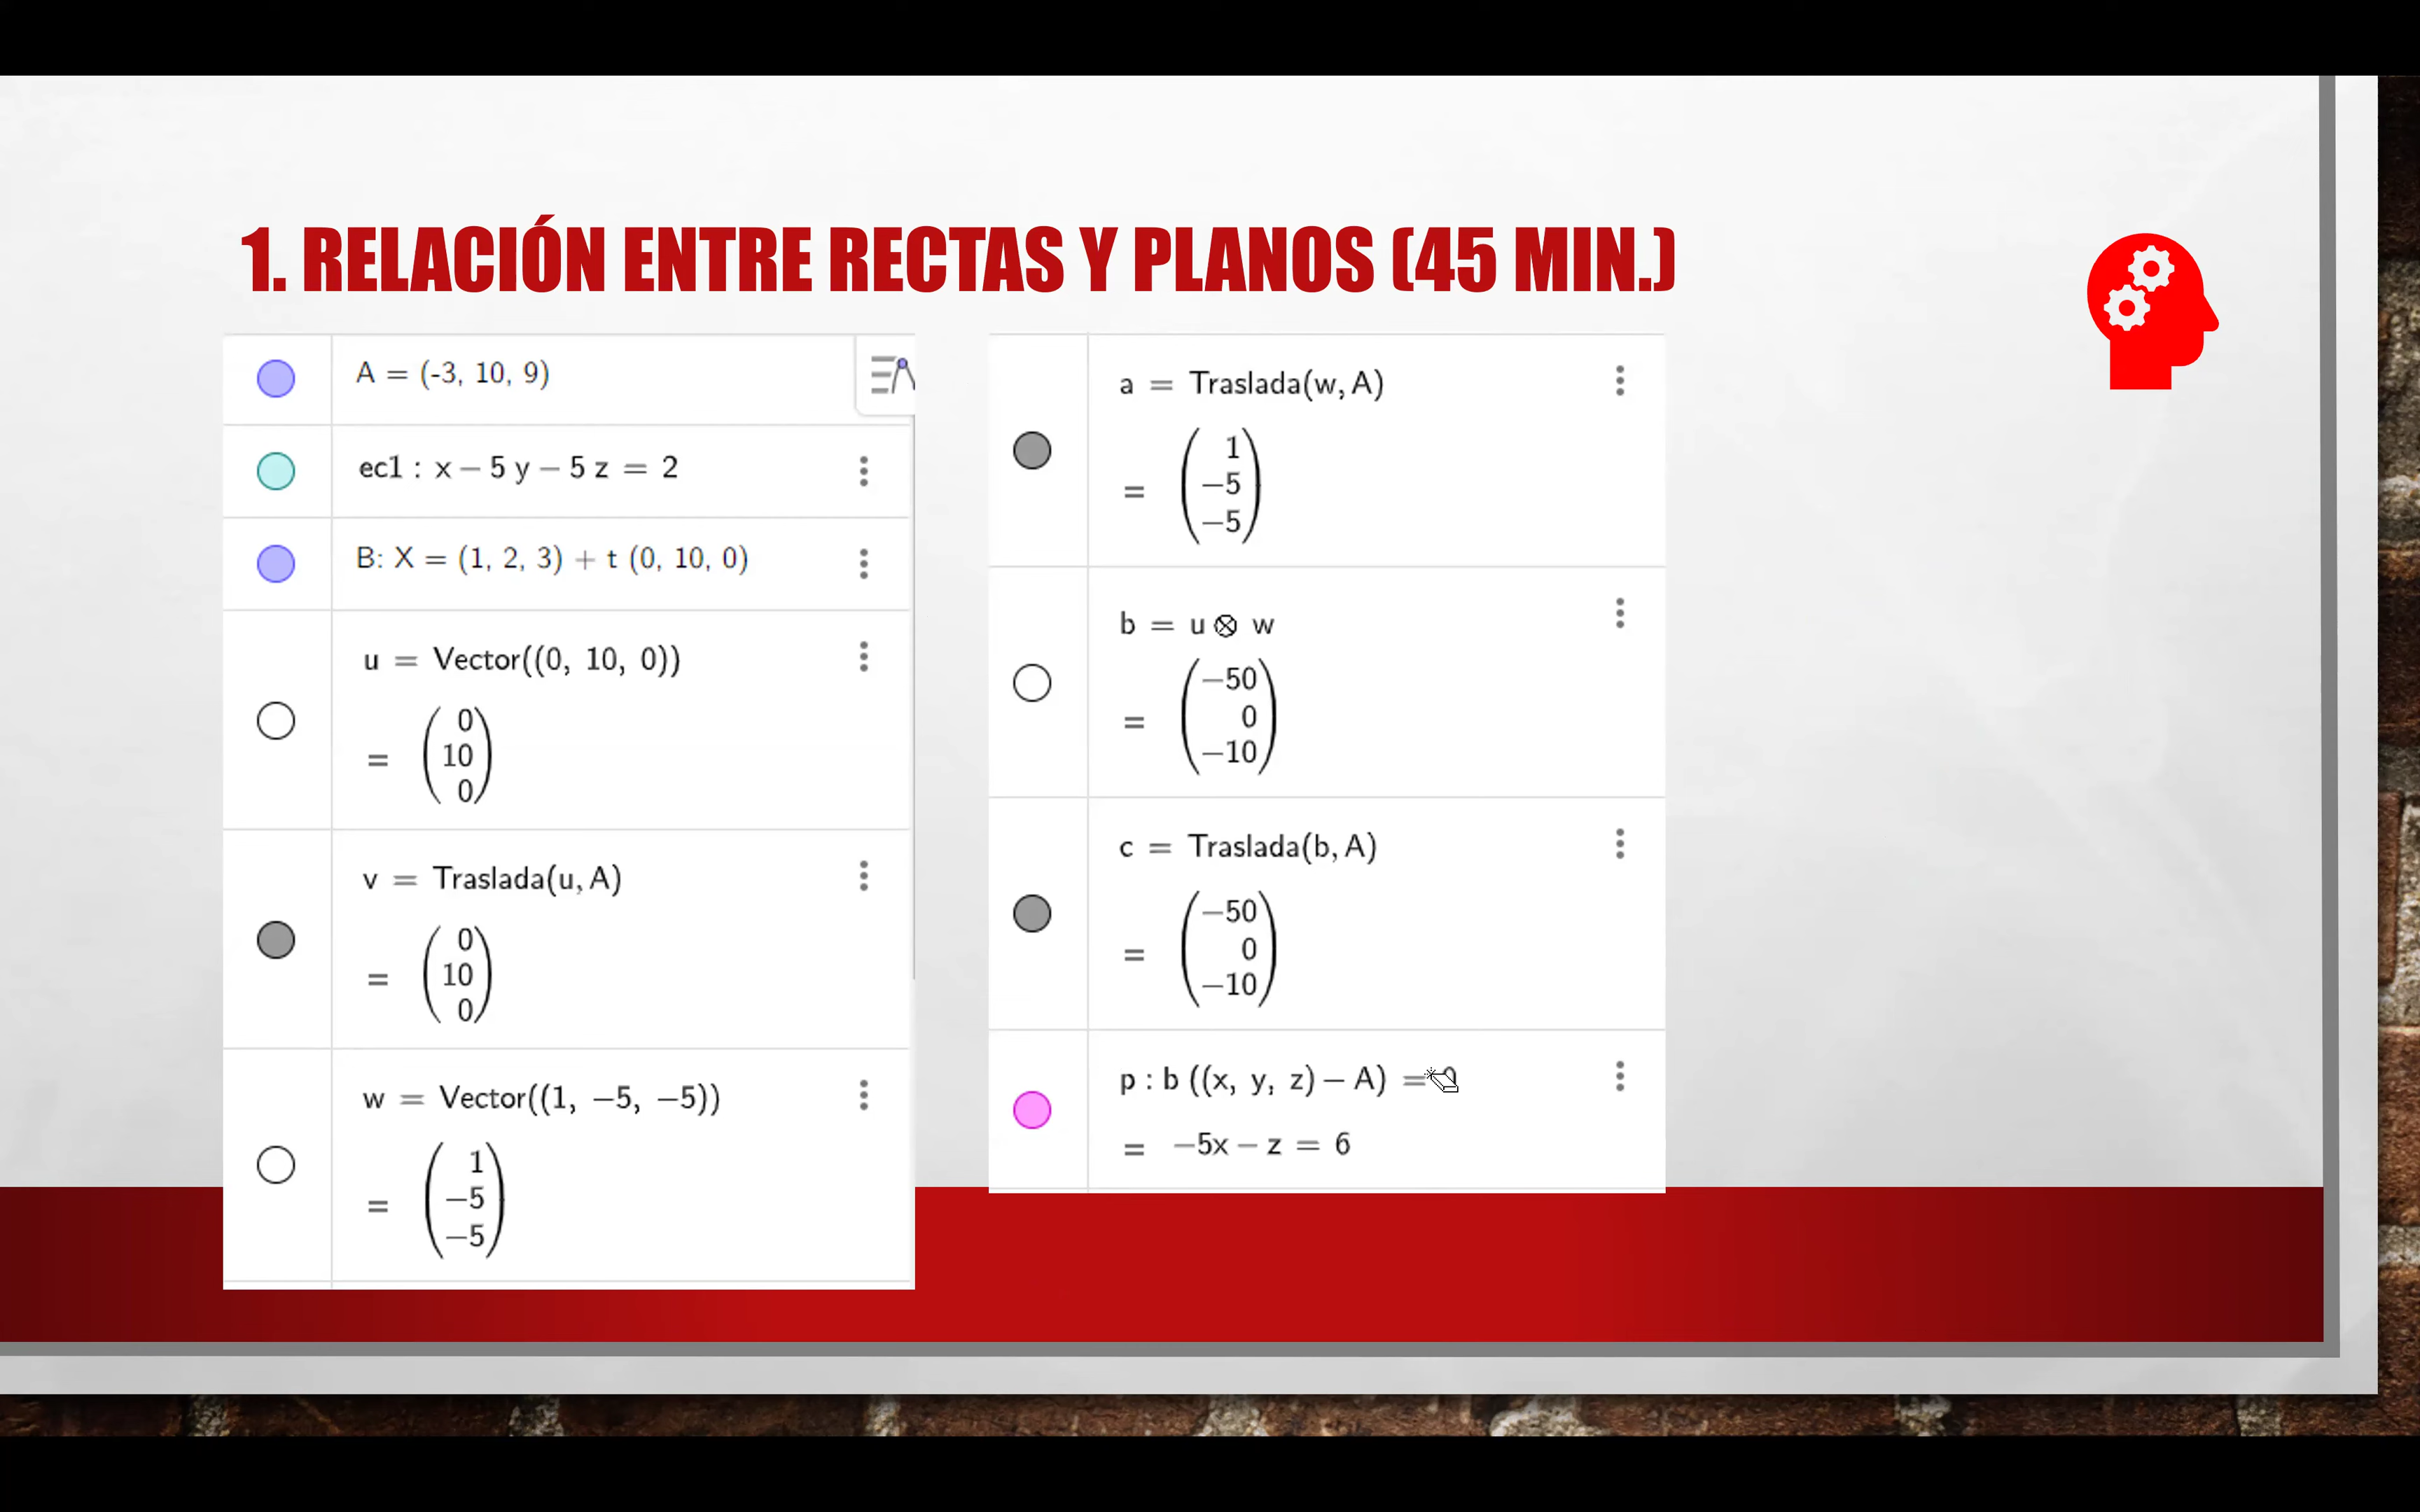 1. RELACIÓN ENTRE RECTAS Y PLANOS (45 MIN.)
A = (-3, 10, 9)
ec1 : x − 5 y − 5 z = 2
B: X = (1, 2, 3) + t (0, 10, 0)
u = Vector((0, 10, 0))
0
= 10
0
v = Traslada(u, A)
0
= 10
0
w = Vector((1, −5, −5))
1
= −5
−5
a = Traslada(w, A)
1
= −5
−5
b = u ⊗ w
−50
= 0
−10
c = Traslada(b, A)
−50
= 0
−10
p : b ((x, y, z) − A) =
= −5x − z = 6